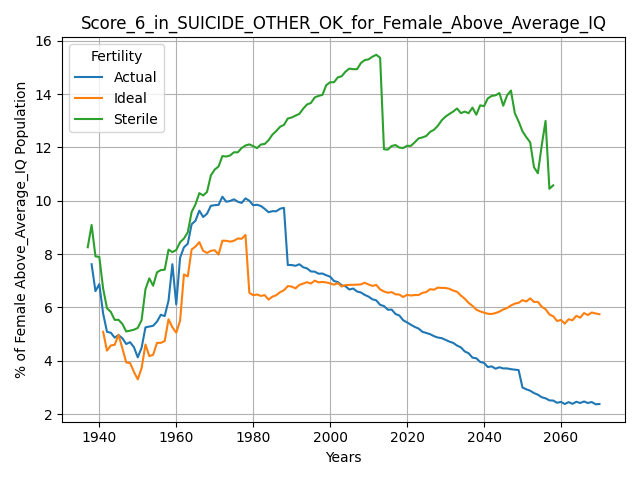 Score_6_in_SUICIDE_OTHER_OK_for_Female_Above_Average_IQ
% of Female Above_Average_IQ Population
16
14
12
10
8
6
4
2
Fertility
Actual
Ideal
Sterile
1940 1960 1980 2000 2020 2040 2060
Years